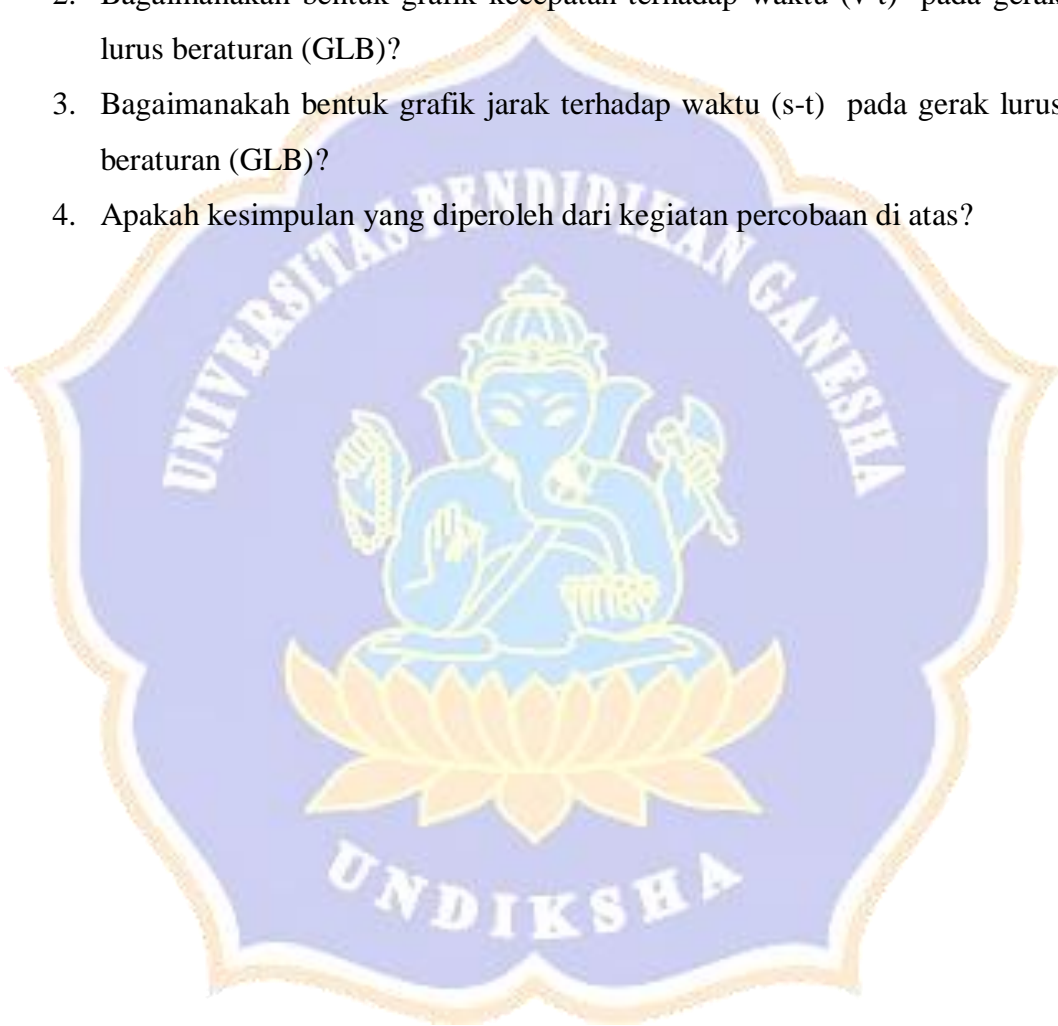 2. Bagaimanakah bentuk grafik kecepatan terhadap waktu (v-t) pada gerak
lurus beraturan (GLB)?
3. Bagaimanakah bentuk grafik jarak terhadap waktu (s-t) pada gerak lurus
beraturan (GLB)?
4. Apakah kesimpulan yang diperoleh dari kegiatan percobaan di atas?
UNIVERSITAS PENDIDIKAN GANESHA
UNDIKSHA